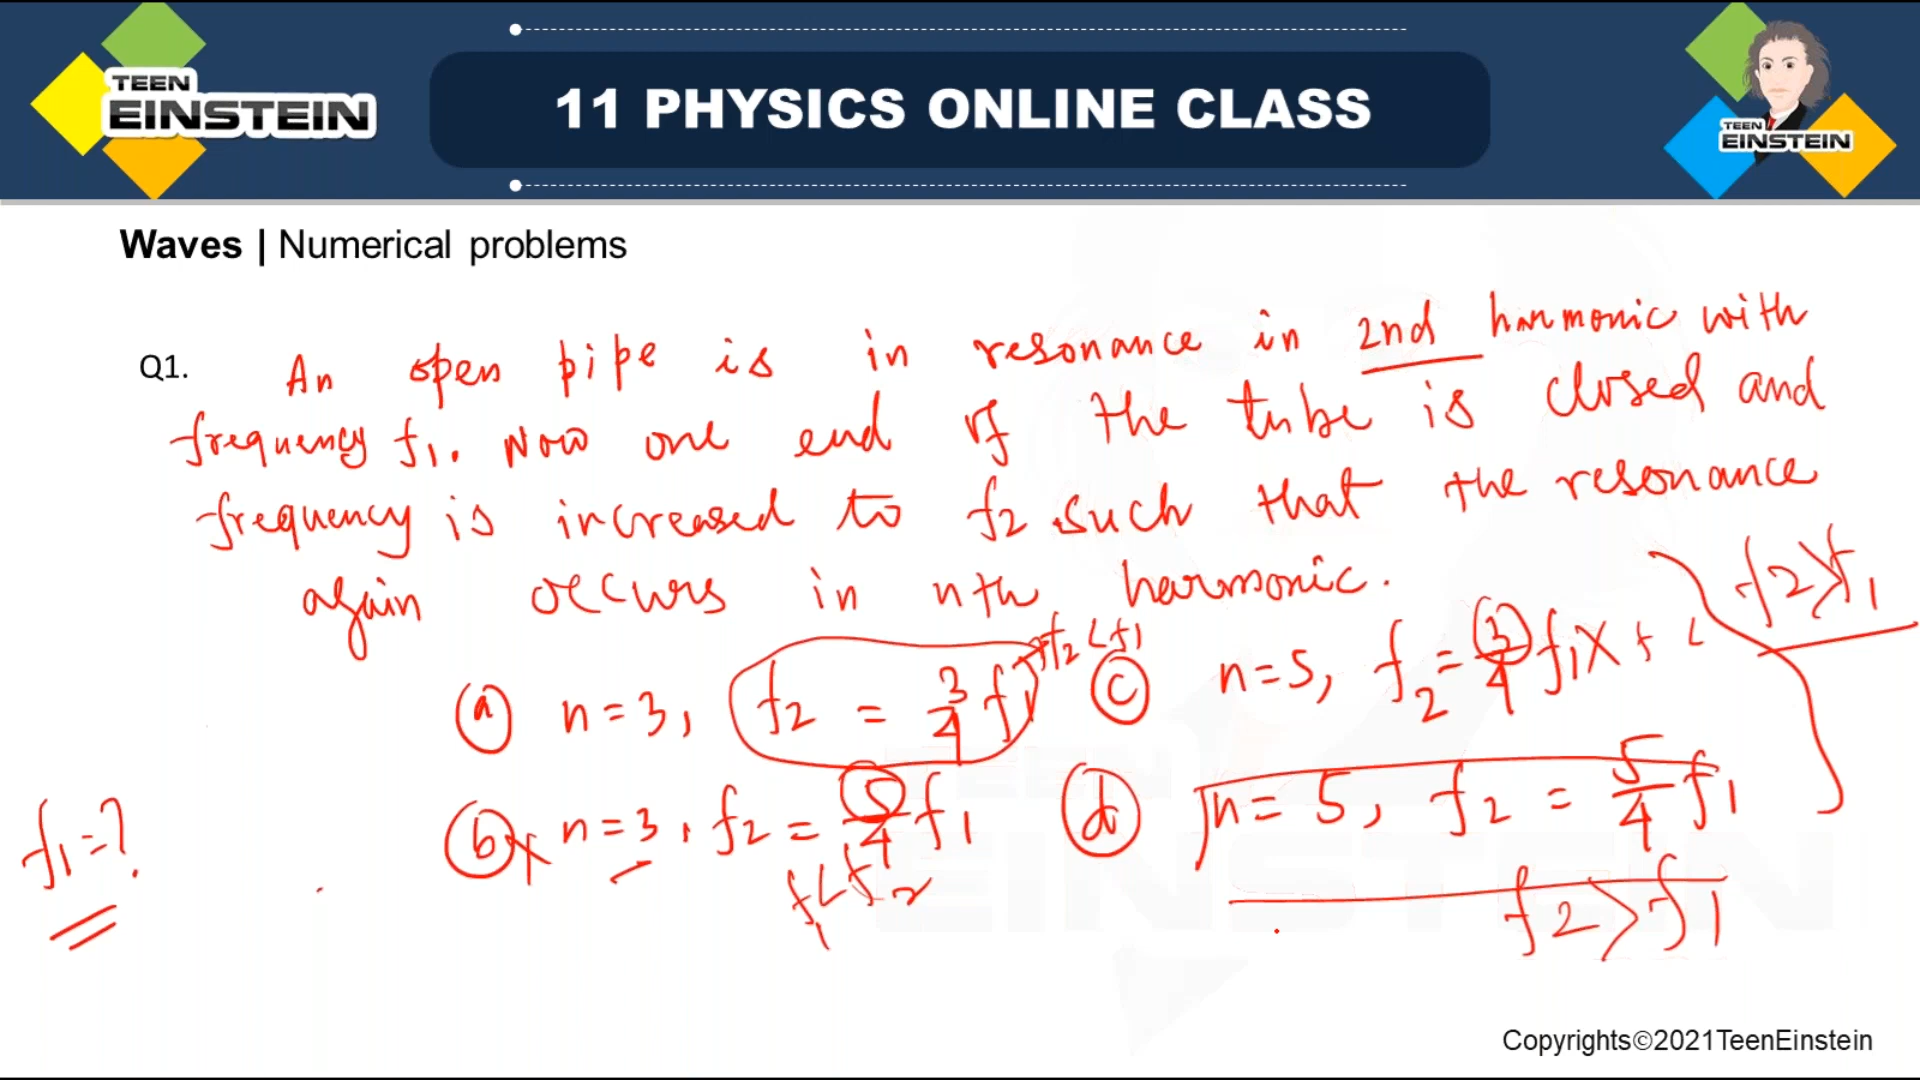 TEEN
EINSTEIN
11 PHYSICS ONLINE CLASS
TEEN
EINSTEIN
Waves | Numerical problems
Q1. An open pipe is in resonance in 2nd harmonic with
frequency f1. Now one end of the tube is closed and
frequency is increased to f2 such that the resonance
again occurs in nth harmonic.
f2>f1
(a) n=3, f2 = 3/4 f1
f2<f1
(c) n=5, f2 = 3/4 f1 X
(b) X n=3, f2 = 5/4 f1
f1<f2
(d) n=5, f2 = 5/4 f1
f2>f1
f1=?
TEEN
EINSTEIN
Copyrights©2021TeenEinstein